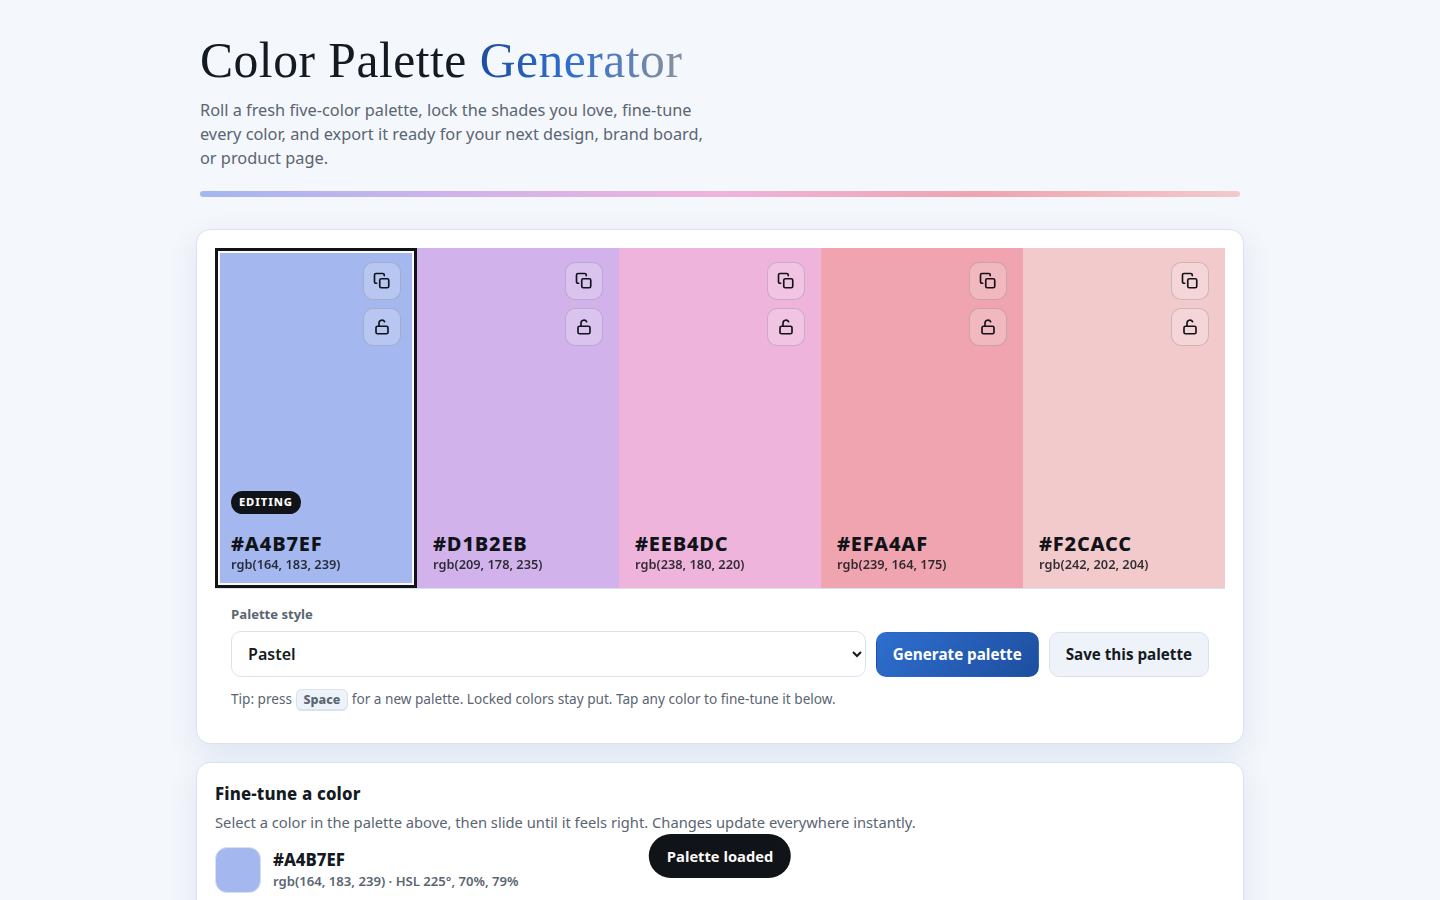 Color Palette Generator
Roll a fresh five-color palette, lock the shades you love, fine-tune
every color, and export it ready for your next design, brand board,
or product page.
EDITING
#A4B7EF
rgb(164, 183, 239)
#D1B2EB
rgb(209, 178, 235)
#EEB4DC
rgb(238, 180, 220)
#EFA4AF
rgb(239, 164, 175)
#F2CACC
rgb(242, 202, 204)
Palette style
Pastel
Generate palette
Save this palette
Tip: press Space for a new palette. Locked colors stay put. Tap any color to fine-tune it below.
Fine-tune a color
Select a color in the palette above, then slide until it feels right. Changes update everywhere instantly.
#A4B7EF
rgb(164, 183, 239) · HSL 225°, 70%, 79%
Palette loaded